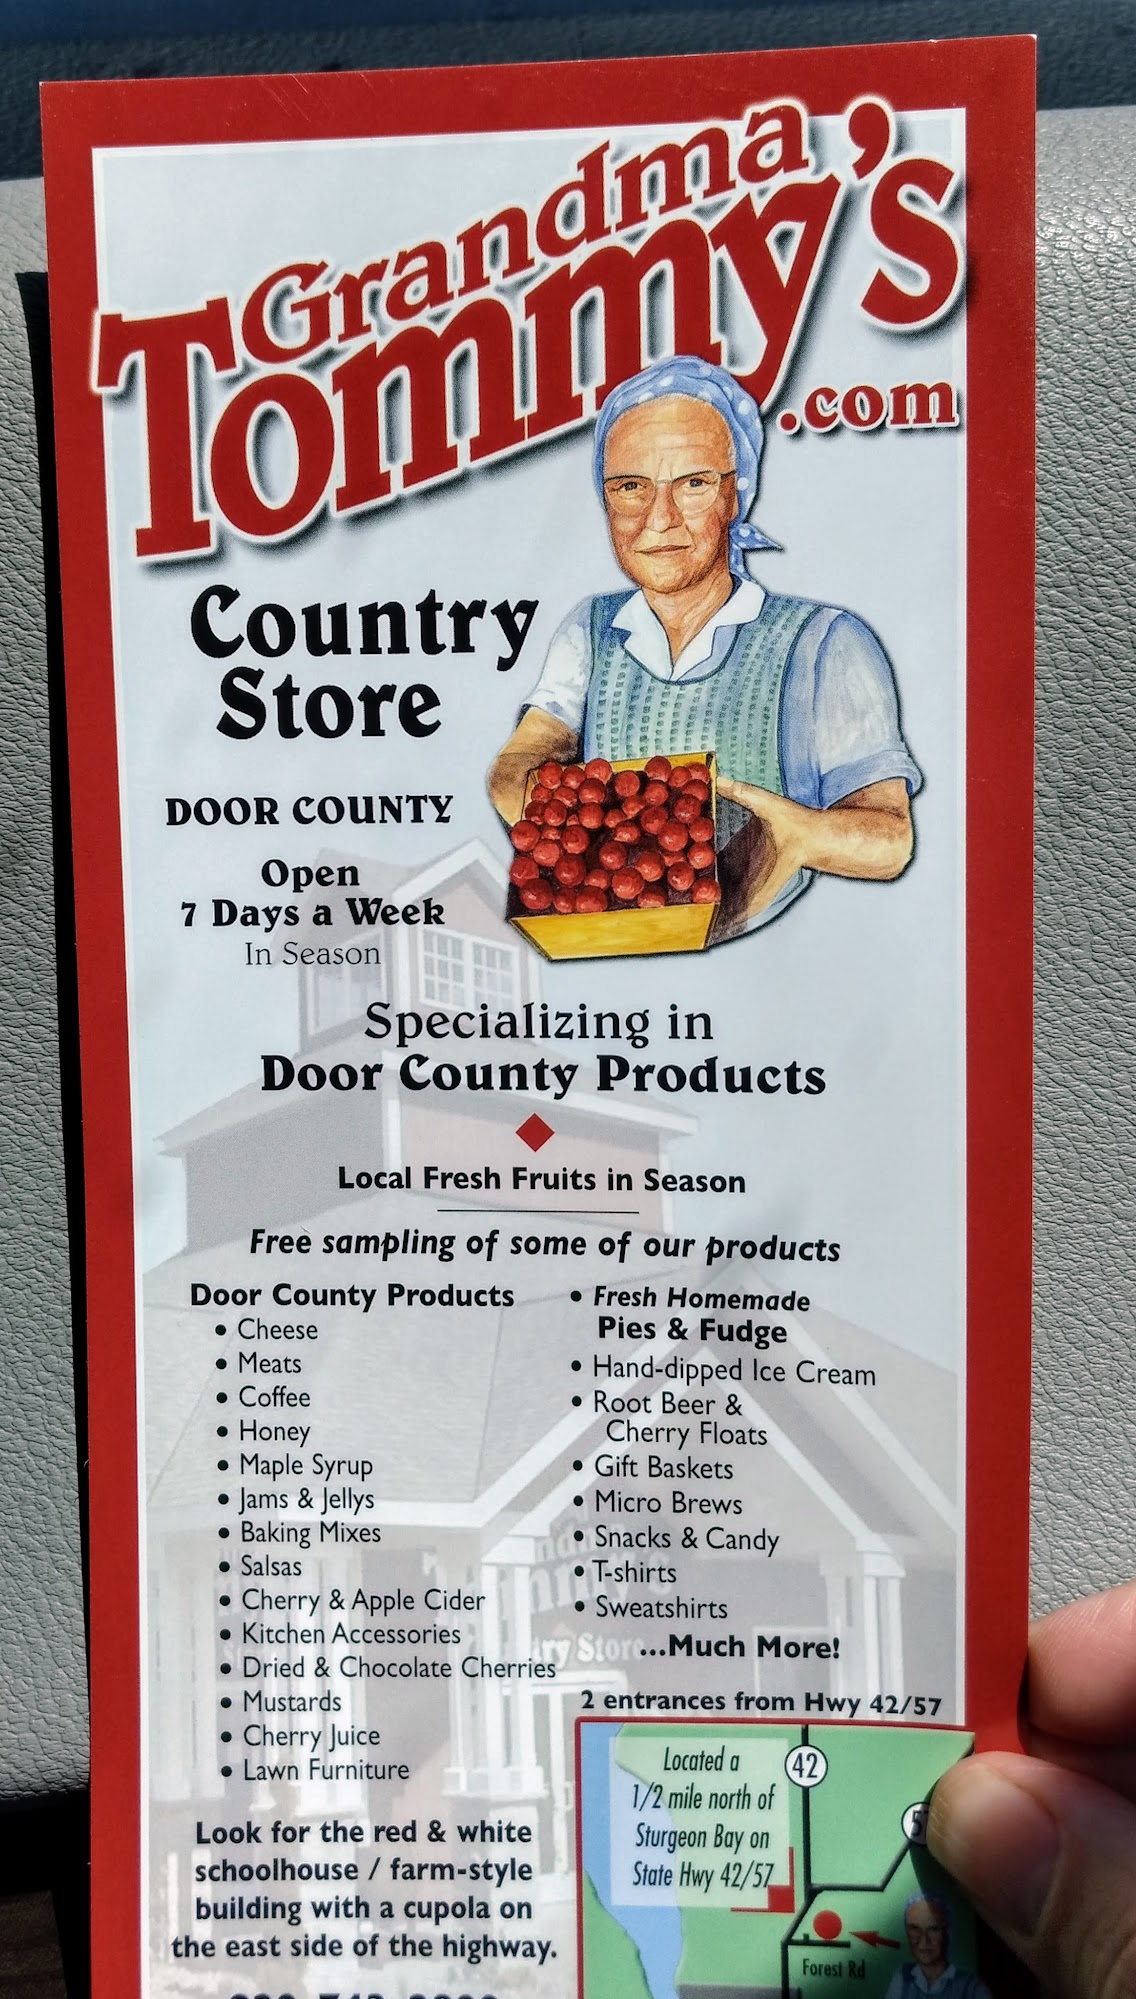 Grandma
Tommy's
.com
Country
Store
DOOR COUNTY
Open
7 Days a Week
In Season
Specializing in
Door County Products
Local Fresh Fruits in Season
Free sampling of some of our products
Door County Products
• Cheese
• Meats
• Coffee
• Honey
• Maple Syrup
• Jams & Jellys
• Baking Mixes
• Salsas
• Cherry & Apple Cider
• Kitchen Accessories
• Dried & Chocolate Cherries
• Mustards
• Cherry Juice
• Lawn Furniture
• Fresh Homemade
Pies & Fudge
• Hand-dipped Ice Cream
• Root Beer &
Cherry Floats
• Gift Baskets
• Micro Brews
• Snacks & Candy
• T-shirts
• Sweatshirts
...Much More!
Look for the red & white
schoolhouse / farm-style
building with a cupola on
the east side of the highway.
2 entrances from Hwy 42/57
Located a
1/2 mile north of
Sturgeon Bay on
State Hwy 42/57
42
Forest Rd